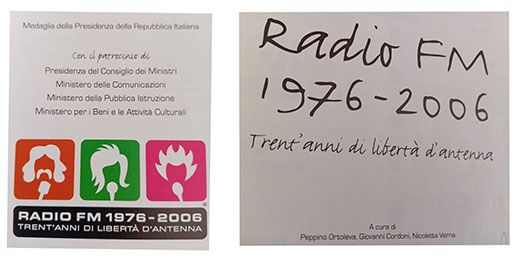 Medaglia della Presidenza della Repubblica Italiana
Con il patrocinio di
Presidenza del Consiglio dei Ministri
Ministero delle Comunicazioni
Ministero della Pubblica Istruzione
Ministero per i Beni e le Attività Culturali
RADIO FM 1976-2006
TRENT'ANNI DI LIBERTÀ D'ANTENNA
Radio FM
1976-2006
Trent'anni di libertà d'antenna
A cura di
Peppino Ortoleva, Giovanni Cordoni, Nicoletta Verna